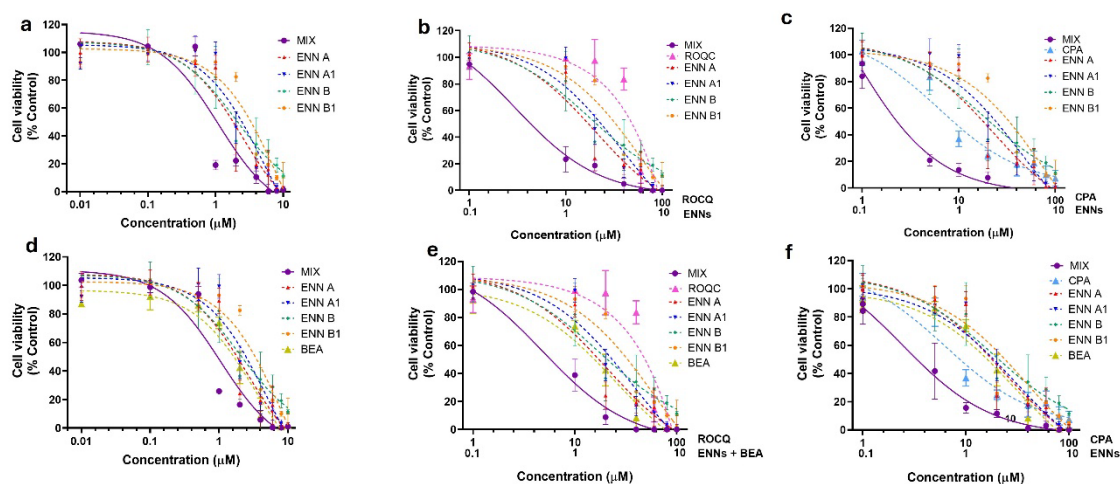 a
Cell viability
(% Control)
120
100
80
60
40
20
0
0.01
0.1
1
10
Concentration (μM)
MIX
ENN A
ENN A1
ENN B
ENN B1
b
Cell viability
(% Control)
120
100
80
60
40
20
0
1 10 100 ROCQ
0.1 1 10 ENNs
Concentration (μM)
MIX
ROQC
ENN A
ENN A1
ENN B
ENN B1
c
Cell viability
(% Control)
120
100
80
60
40
20
0
1 10 100 CPA
0.1 1 10 ENNs
Concentration (μM)
MIX
CPA
ENN A
ENN A1
ENN B
ENN B1
d
Cell viability
(% Control)
120
100
80
60
40
20
0
0.01
0.1
1
10
Concentration (μM)
MIX
ENN A
ENN A1
ENN B
ENN B1
BEA
e
Cell viability
(% Control)
120
100
80
60
40
20
0
1 10 100 ROCQ
0.1 1 10 ENNs + BEA
Concentration (μM)
MIX
ROQC
ENN A
ENN A1
ENN B
ENN B1
BEA
f
Cell viability
(% Control)
120
100
80
60
40
20
0
10
1 10 100 CPA
0.1 1 10 ENNs
Concentration (μM)
MIX
CPA
ENN A
ENN A1
ENN B
ENN B1
BEA